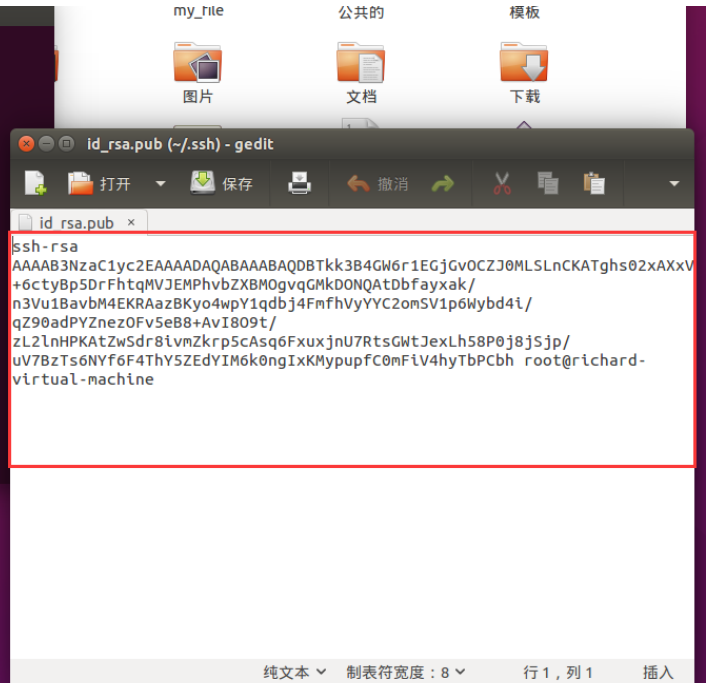 my_file 公共的 模板
图片 文档 下载
id_rsa.pub (~/.ssh) - gedit
打开 保存 撤消
id_rsa.pub ×
ssh-rsa
AAAAB3NzaC1yc2EAAAADAQABAAABAQDBTkk3B4GW6r1EGjGvOCZJ0MLSLnCKATghs02xAXxV
+6ctyBp5DrFhtqMVJEMPhvbZXBMOgvqGMkDONQAtDbfayxak/
n3Vu1BavbM4EKRAazBKyo4wpY1qdbj4FmfhVyYYC2omSV1p6Wybd4i/
qZ90adPYZnezOFv5eB8+AvI8O9t/
zL2lnHPKAtZwSdr8ivmZkrp5cAsq6FxuxjnU7RtsGWtJexLh58P0j8jSjp/
uV7BzTs6NYf6F4ThY5ZEdYIM6k0ngIxKMypupfC0mFiV4hyTbPCbh root@richard-
virtual-machine
纯文本 制表符宽度：8 行 1，列 1 插入